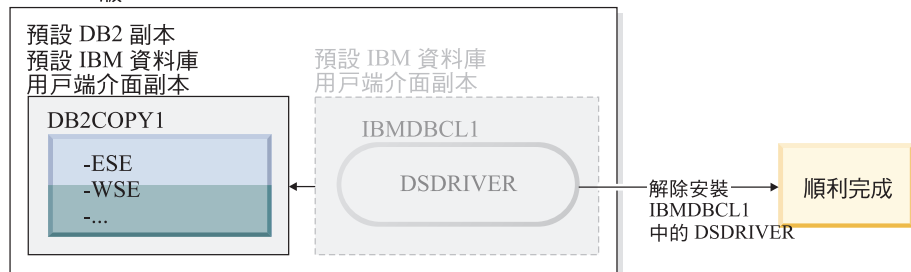 預設 DB2 副本
預設 IBM 資料庫
用戶端介面副本
預設 IBM 資料庫
用戶端介面副本
DB2COPY1
-ESE
-WSE
-...
IBMDBCL1
DSDRIVER
解除安裝
IBMDBCL1
中的 DSDRIVER
順利完成